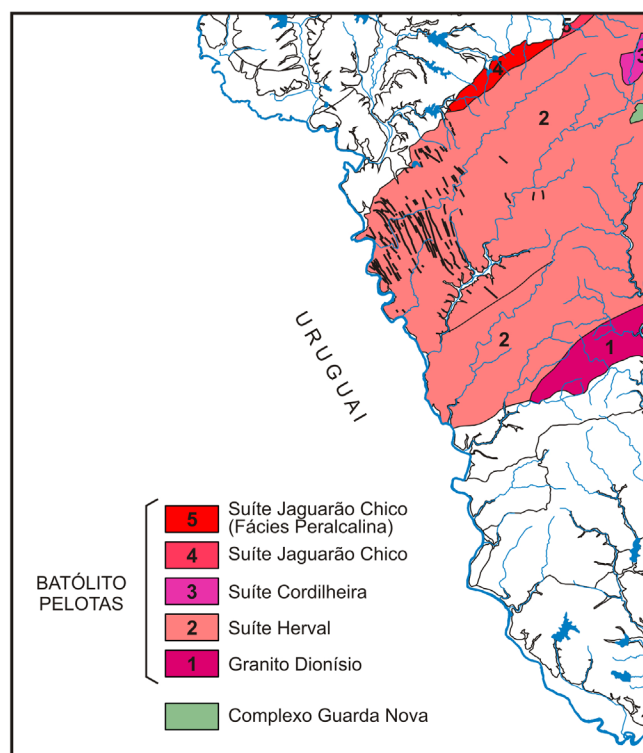 5
4
3
2
URUGUAI
2
1
BATÓLITO
PELOTAS
5 Suíte Jaguarão Chico
(Fácies Peralcalina)
4 Suíte Jaguarão Chico
3 Suíte Cordilheira
2 Suíte Herval
1 Granito Dionísio
Complexo Guarda Nova